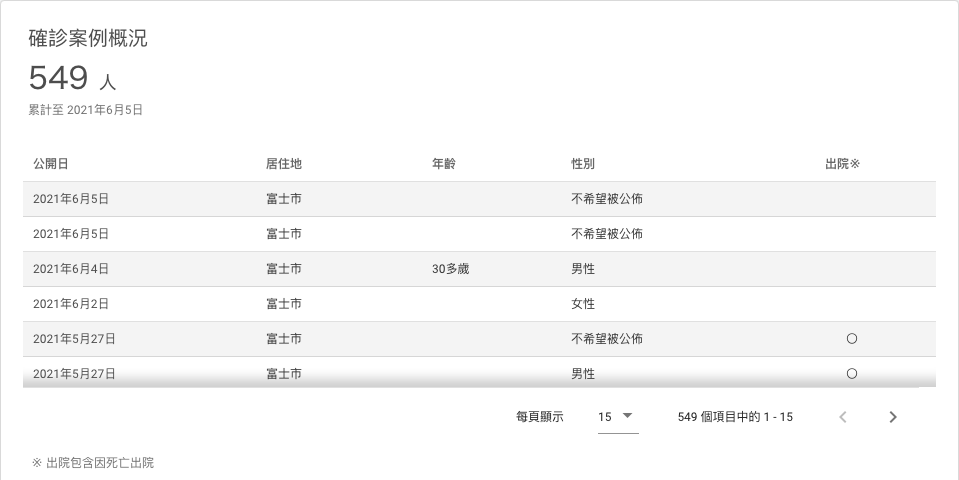 確診案例概況
549 人
累計至 2021年6月5日
公開日 居住地 年齡 性別 出院※
2021年6月5日 富士市 不希望被公佈
2021年6月5日 富士市 不希望被公佈
2021年6月4日 富士市 30多歲 男性
2021年6月2日 富士市 女性
2021年5月27日 富士市 不希望被公佈 ○
2021年5月27日 富士市 男性 ○
每頁顯示 15 549 個項目中的 1 - 15
※ 出院包含因死亡出院